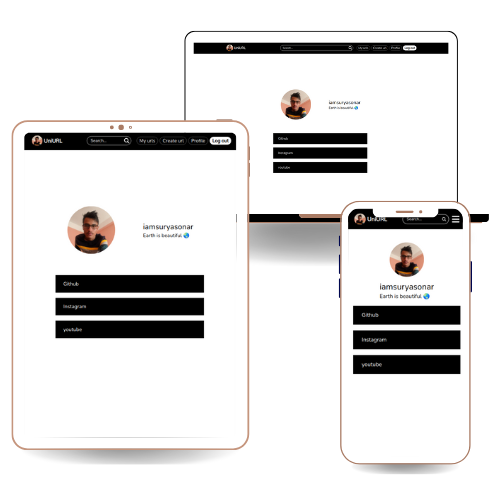 UniURL
Search...
My urls
Create url
Profile
Log out
iamsuryasonar
Earth is beautiful 🌏
Github
Instagram
youtube
UniURL
Search...
My urls
Create url
Profile
Log out
iamsuryasonar
Earth is beautiful 🌏
Github
Instagram
youtube
UniURL
Search...
iamsuryasonar
Earth is beautiful 🌏
Github
Instagram
youtube